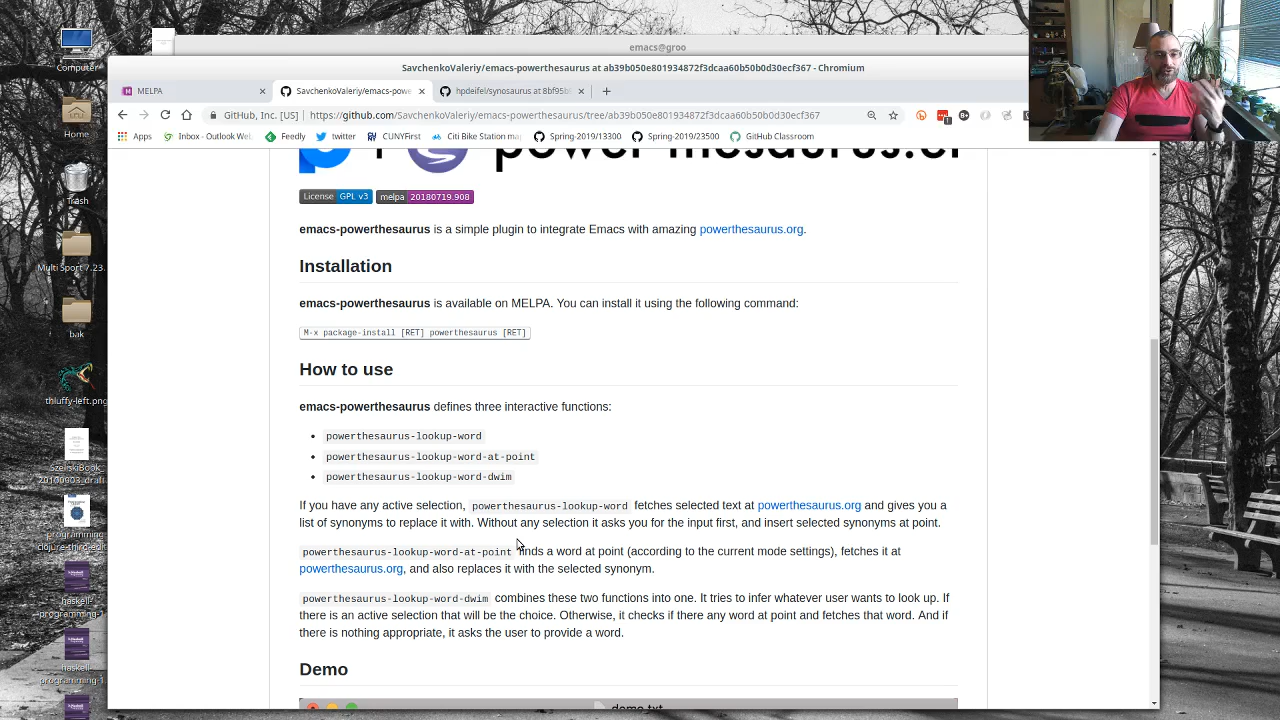 emacs@groo
SavchenkoValeriy/emacs-powerthesaurus at ab39b050e801934872f3dcaa60b50b0d30ecf367 - Chromium
MELPA
SavchenkoValeriy/emacs-powe
hpdeifel/synosaurus at 8bf95b
GitHub, Inc. [US] | https://github.com/SavchenkoValeriy/emacs-powerthesaurus/tree/ab39b050e801934872f3dcaa60b50b0d30ecf367
Apps
Inbox - Outlook We
Feedly
twitter
CUNYFirst
Citi Bike Station ma
Spring-2019/13300
Spring-2019/23500
GitHub Classroom
Computer
Home
Trash
Multi Sport 7.23.
bak
thluffy-left.png
SzeliskiBook_
20100903_draft
programming
clojure-third-edi
haskell-
programming-1
haskell-
programming-1
License GPL v3
melpa 20180719.908
emacs-powerthesaurus is a simple plugin to integrate Emacs with amazing powerthesaurus.org.
Installation
emacs-powerthesaurus is available on MELPA. You can install it using the following command:
M-x package-install [RET] powerthesaurus [RET]
How to use
emacs-powerthesaurus defines three interactive functions:
powerthesaurus-lookup-word
powerthesaurus-lookup-word-at-point
powerthesaurus-lookup-word-dwim
If you have any active selection, powerthesaurus-lookup-word fetches selected text at powerthesaurus.org and gives you a
list of synonyms to replace it with. Without any selection it asks you for the input first, and insert selected synonyms at point.
powerthesaurus-lookup-word-at-point finds a word at point (according to the current mode settings), fetches it at
powerthesaurus.org, and also replaces it with the selected synonym.
powerthesaurus-lookup-word-dwim combines these two functions into one. It tries to infer whatever user wants to look up. If
there is an active selection that will be the choice. Otherwise, it checks if there any word at point and fetches that word. And if
there is nothing appropriate, it asks the user to provide a word.
Demo
demo.txt